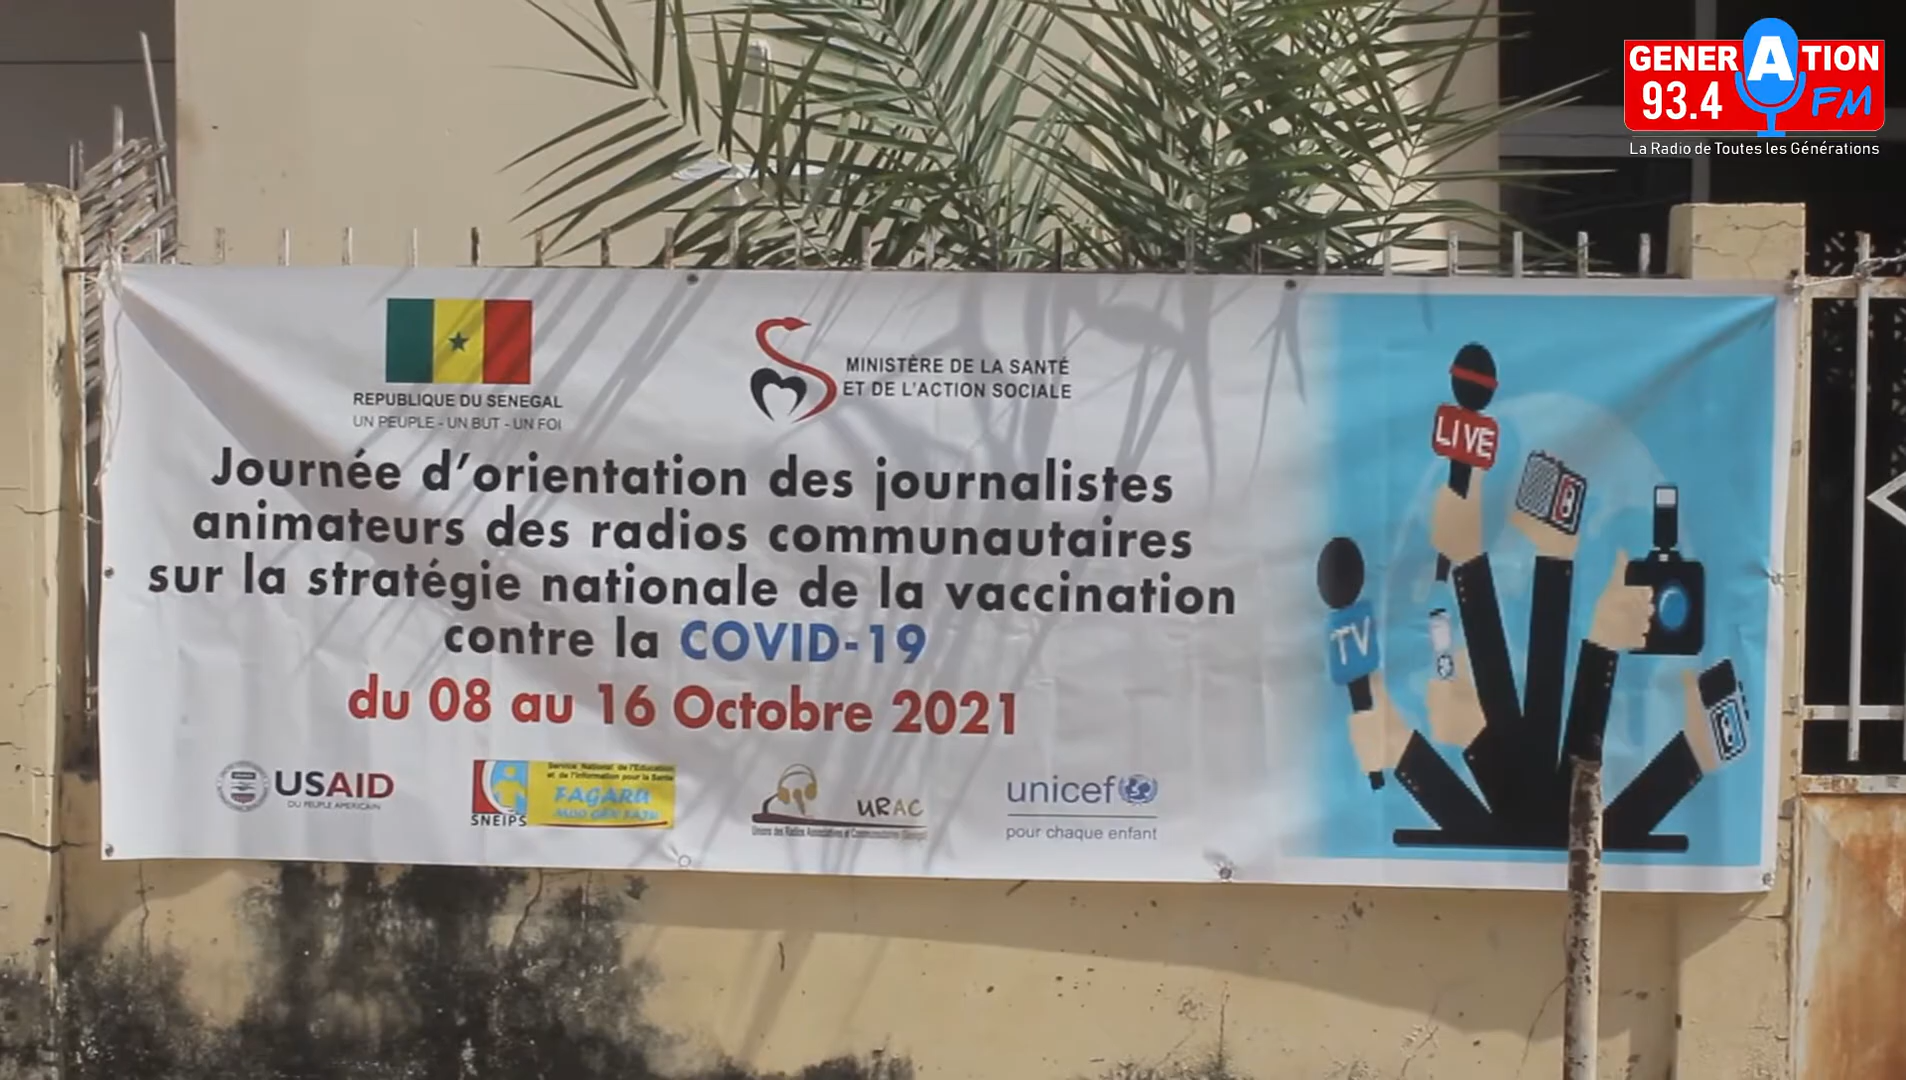 GENERATION
93.4 FM
La Radio de Toutes les Générations
REPUBLIQUE DU SENEGAL
UN PEUPLE - UN BUT - UN FOI
MINISTÈRE DE LA SANTÉ
ET DE L'ACTION SOCIALE
Journée d'orientation des journalistes
animateurs des radios communautaires
sur la stratégie nationale de la vaccination
contre la COVID-19
du 08 au 16 Octobre 2021
LIVE
TV
USAID
DU PEUPLE AMERICAIN
SNEIPS
Service National de l'Education
et de l'Information pour la Santé
FAGARU
URAC
Unions des Radios Associatives et Communautaires
unicef
pour chaque enfant